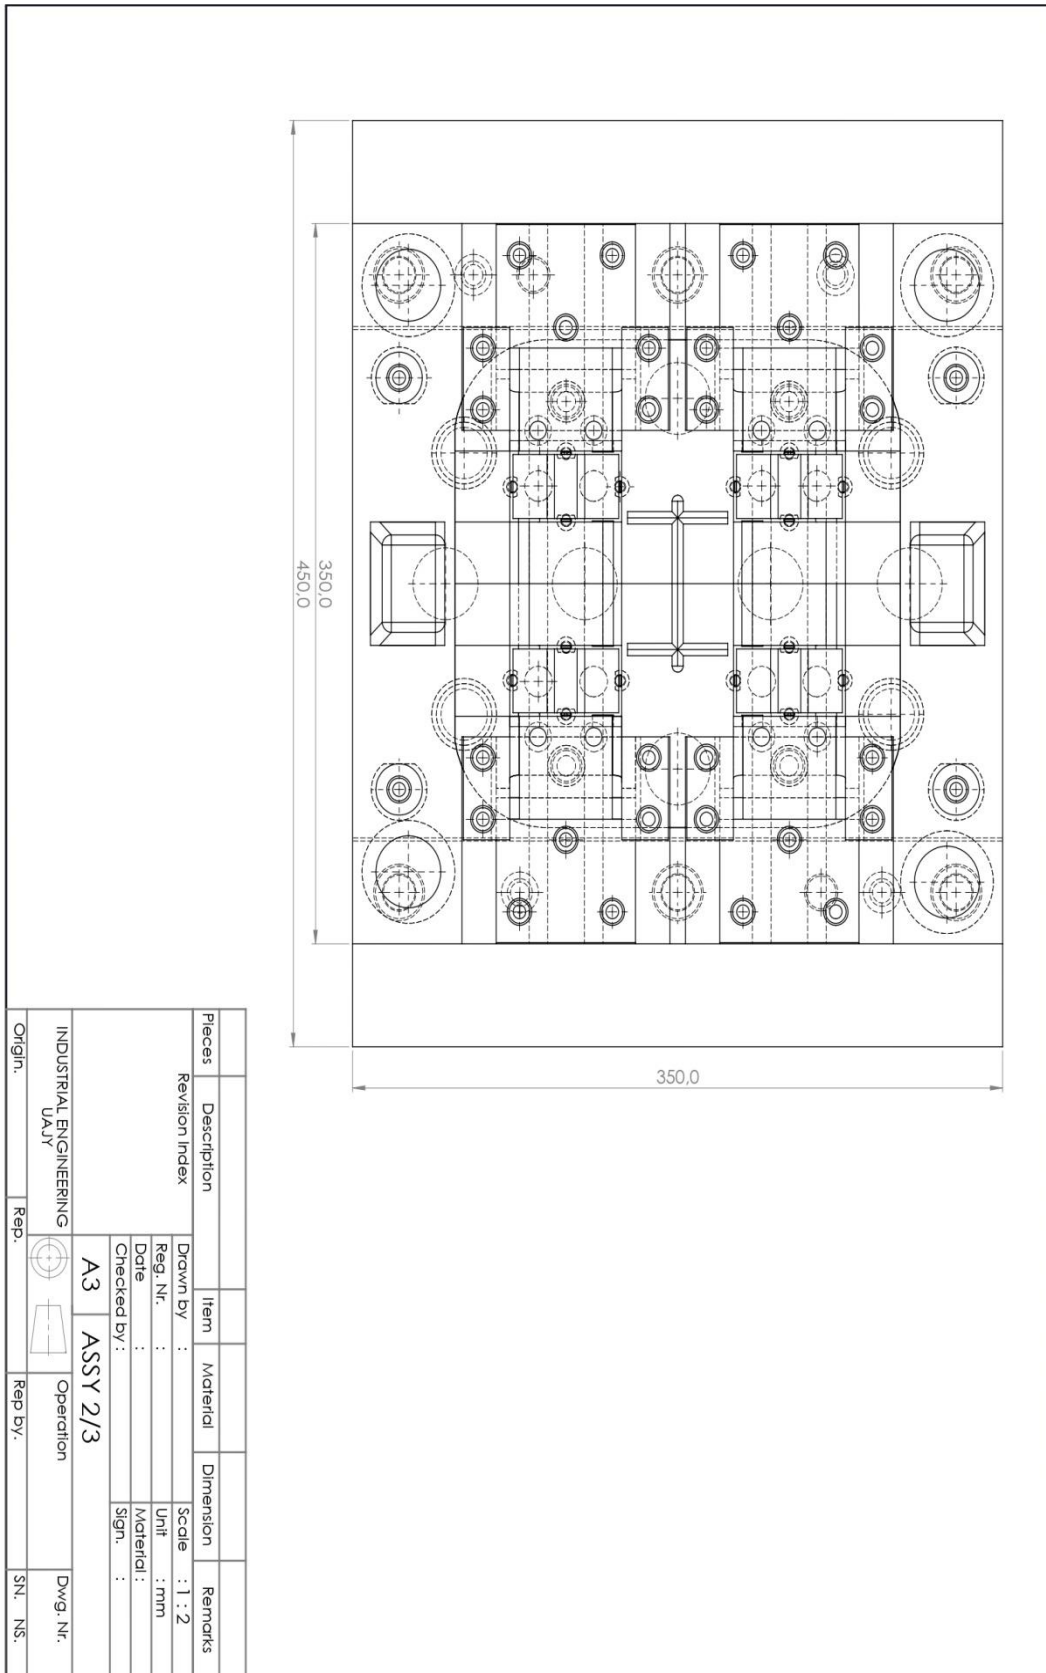 350,0
450,0
350,0
Pieces Description Item Material Dimension Remarks
Revision Index
Drawn by : Scale : 1 : 2
Reg. Nr. : Unit : mm
Date : Material :
Checked by : Sign. :
A3 ASSY 2/3
INDUSTRIAL ENGINEERING
UAJY
Operation Dwg. Nr.
Origin. Rep. Rep by. SN. NS.